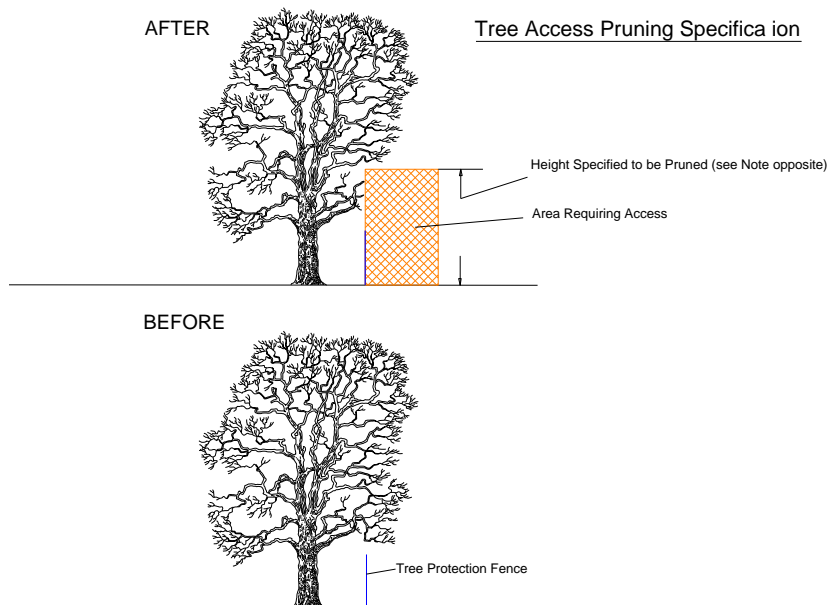 AFTER
Tree Access Pruning Specifica ion
Height Specified to be Pruned (see Note opposite)
Area Requiring Access
BEFORE
Tree Protection Fence